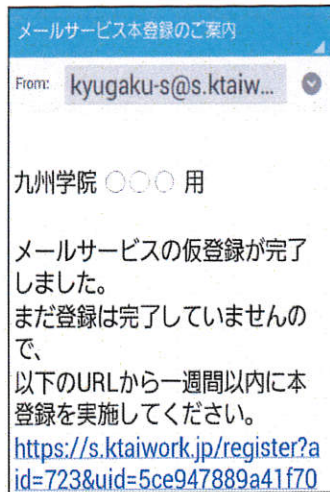 メールサービス本登録のご案内
From: kyugaku-s@s.ktaiw...
九州学院 ○○○ 用
メールサービスの仮登録が完了
しました。
まだ登録は完了していませんの
で、
以下のURLから一週間以内に本
登録を実施してください。
https://s.ktaiwork.jp/register?a
id=723&uid=5ce947889a41f70